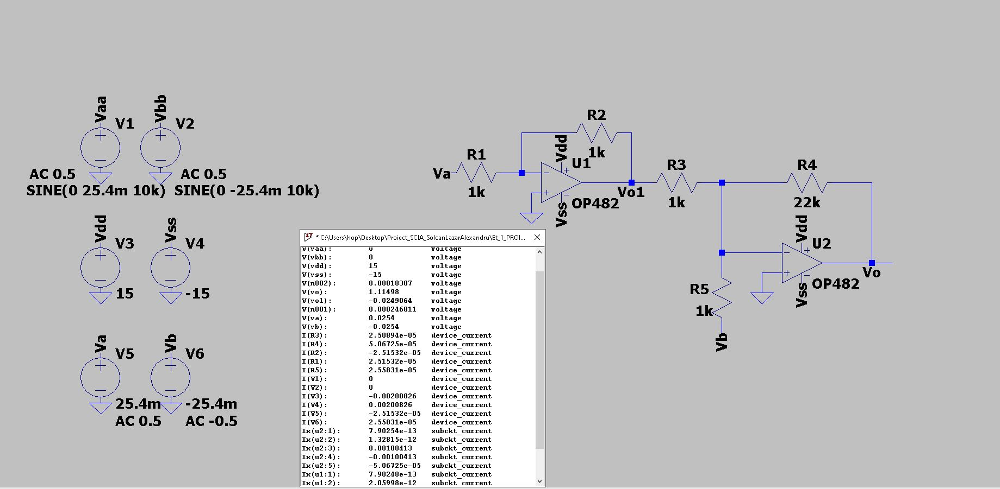 Vaa
V1
AC 0.5
SINE(0 25.4m 10k)
Vbb
V2
AC 0.5
SINE(0 -25.4m 10k)
Vdd
V3
15
Vss
V4
-15
Va
V5
25.4m
AC 0.5
Vb
V6
-25.4m
AC -0.5
Va
R1
1k
R2
1k
Vdd
U1
+
OP482
Vss
Vo1
R3
1k
R4
22k
Vdd
U2
OP482
Vss
Vo
R5
1k
Vb
* C:\Users\hop\Desktop\Proiect_SCIA_SolcanLazarAlexandru\Et_1_PROI...
V(vaa): 0 voltage
V(vbb): 0 voltage
V(vdd): 15 voltage
V(vss): -15 voltage
V(n002): 0.00018307 voltage
V(vo): 1.11498 voltage
V(vo1): -0.0249064 voltage
V(n001): 0.000246811 voltage
V(va): 0.0254 voltage
V(vb): -0.0254 voltage
I(R3): 2.50894e-05 device_current
I(R4): 5.06725e-05 device_current
I(R2): -2.51532e-05 device_current
I(R1): 2.51532e-05 device_current
I(R5): 2.55831e-05 device_current
I(V1): 0 device_current
I(V2): 0 device_current
I(V3): -0.00200826 device_current
I(V4): 0.00200826 device_current
I(V5): -2.51532e-05 device_current
I(V6): 2.55831e-05 device_current
Ix(u2:1): 7.90254e-13 subckt_current
Ix(u2:2): 1.32815e-12 subckt_current
Ix(u2:3): 0.00100413 subckt_current
Ix(u2:4): -0.00100413 subckt_current
Ix(u2:5): -5.06725e-05 subckt_current
Ix(u1:1): 7.90248e-13 subckt_current
Ix(u1:2): 2.05998e-12 subckt_current